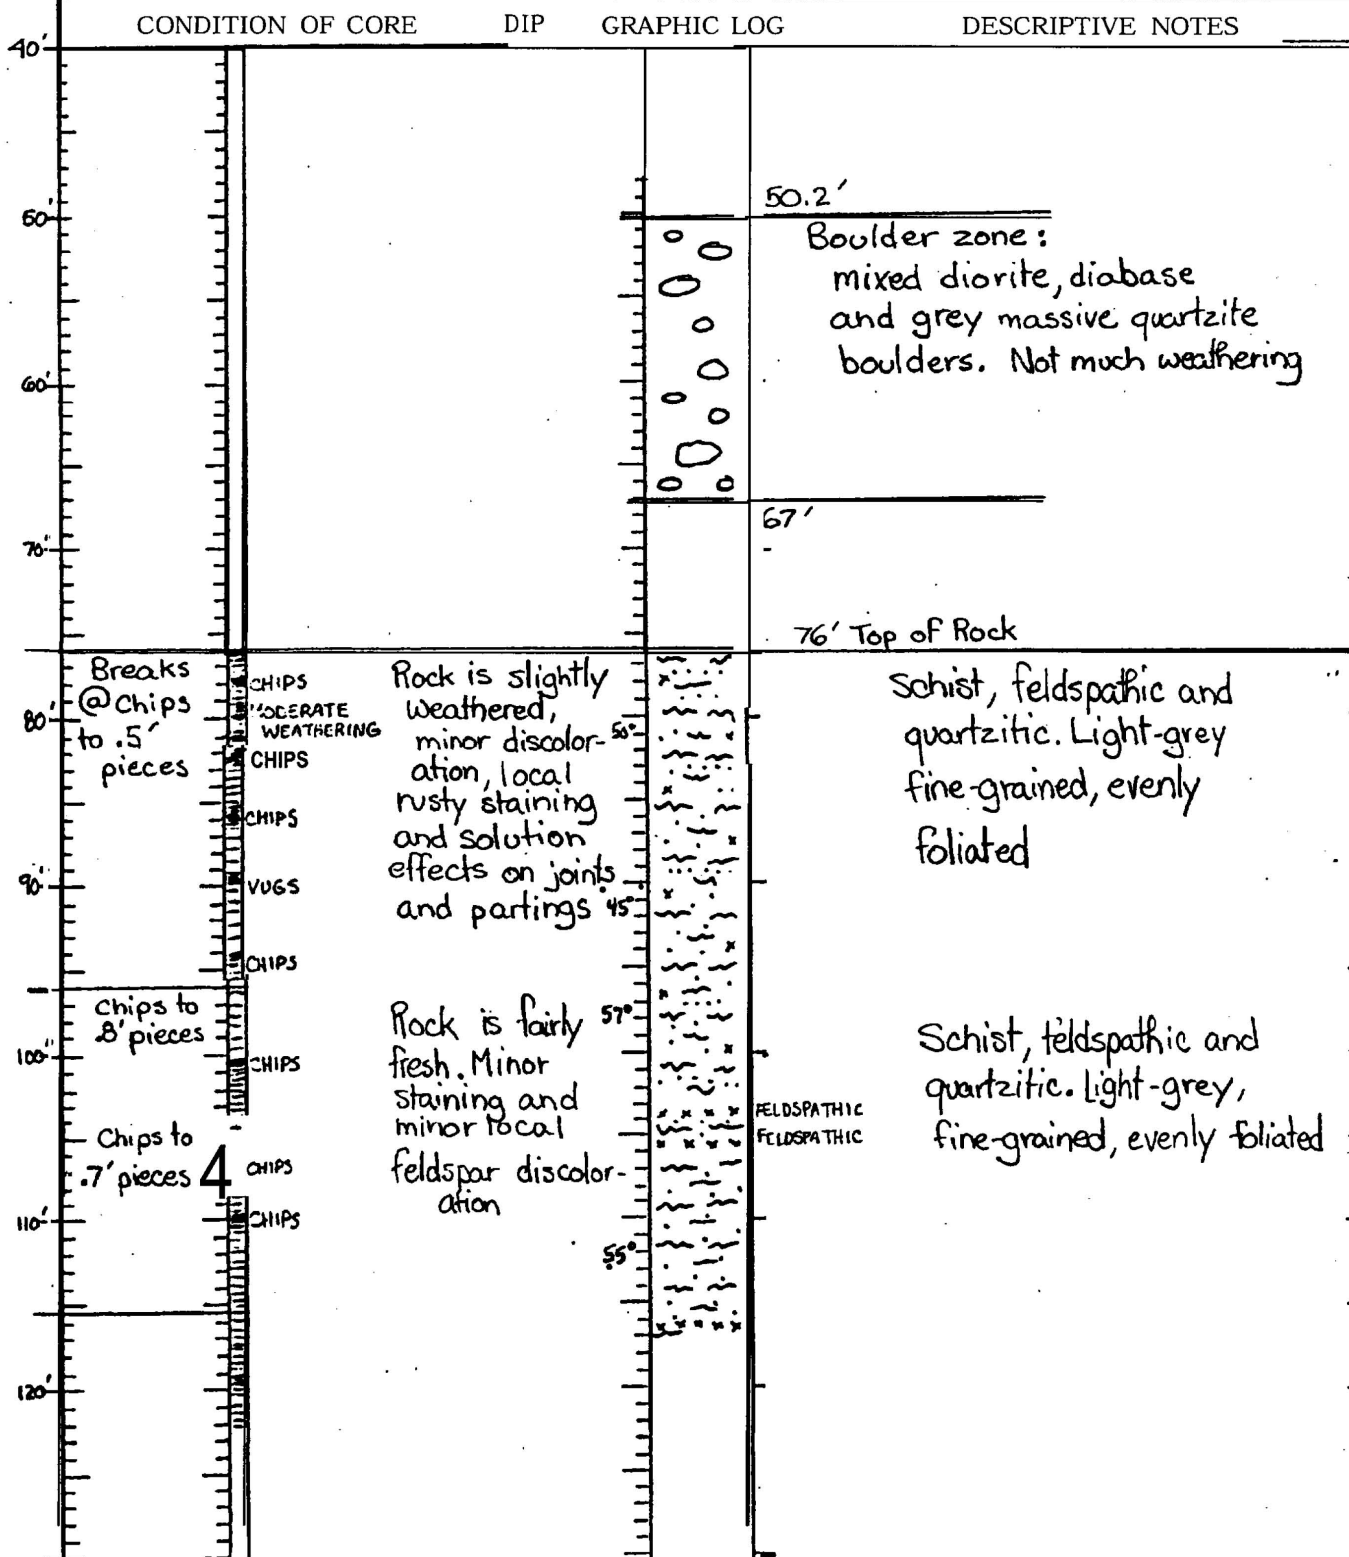 CONDITION OF CORE DIP GRAPHIC LOG DESCRIPTIVE NOTES
40'
50'
60'
70'
80'
90'
100'
110'
120'
50.2'
Boulder zone:
mixed diorite, diabase
and grey massive quartzite
boulders. Not much weathering
67'
76' Top of Rock
Breaks
@ Chips
to .5'
pieces
CHIPS
MODERATE
WEATHERING
CHIPS
CHIPS
VUGS
CHIPS
Rock is slightly
weathered,
minor discolor-
ation, local
rusty staining
and solution
effects on joints
and partings
50°
45°
Schist, feldspathic and
quartzitic. Light-grey
fine-grained, evenly
foliated
Chips to
.8' pieces
CHIPS
Chips to
.7' pieces
4
CHIPS
CHIPS
Rock is fairly
fresh. Minor
staining and
minor local
feldspar discolor-
ation
57°
55°
FELDSPATHIC
FELDSPATHIC
Schist, feldspathic and
quartzitic. Light-grey,
fine-grained, evenly foliated